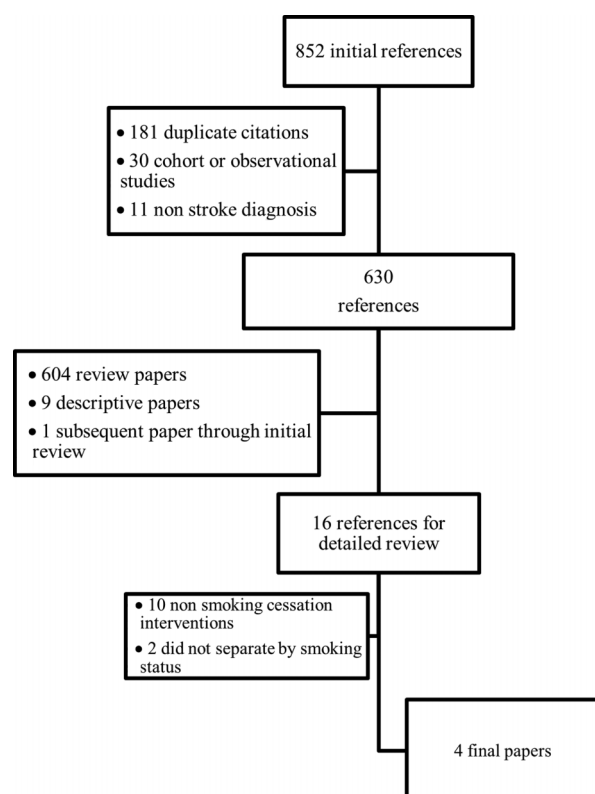 852 initial references
• 181 duplicate citations
• 30 cohort or observational
studies
• 11 non stroke diagnosis
630
references
• 604 review papers
• 9 descriptive papers
• 1 subsequent paper through initial
review
16 references for
detailed review
• 10 non smoking cessation
interventions
• 2 did not separate by smoking
status
4 final papers